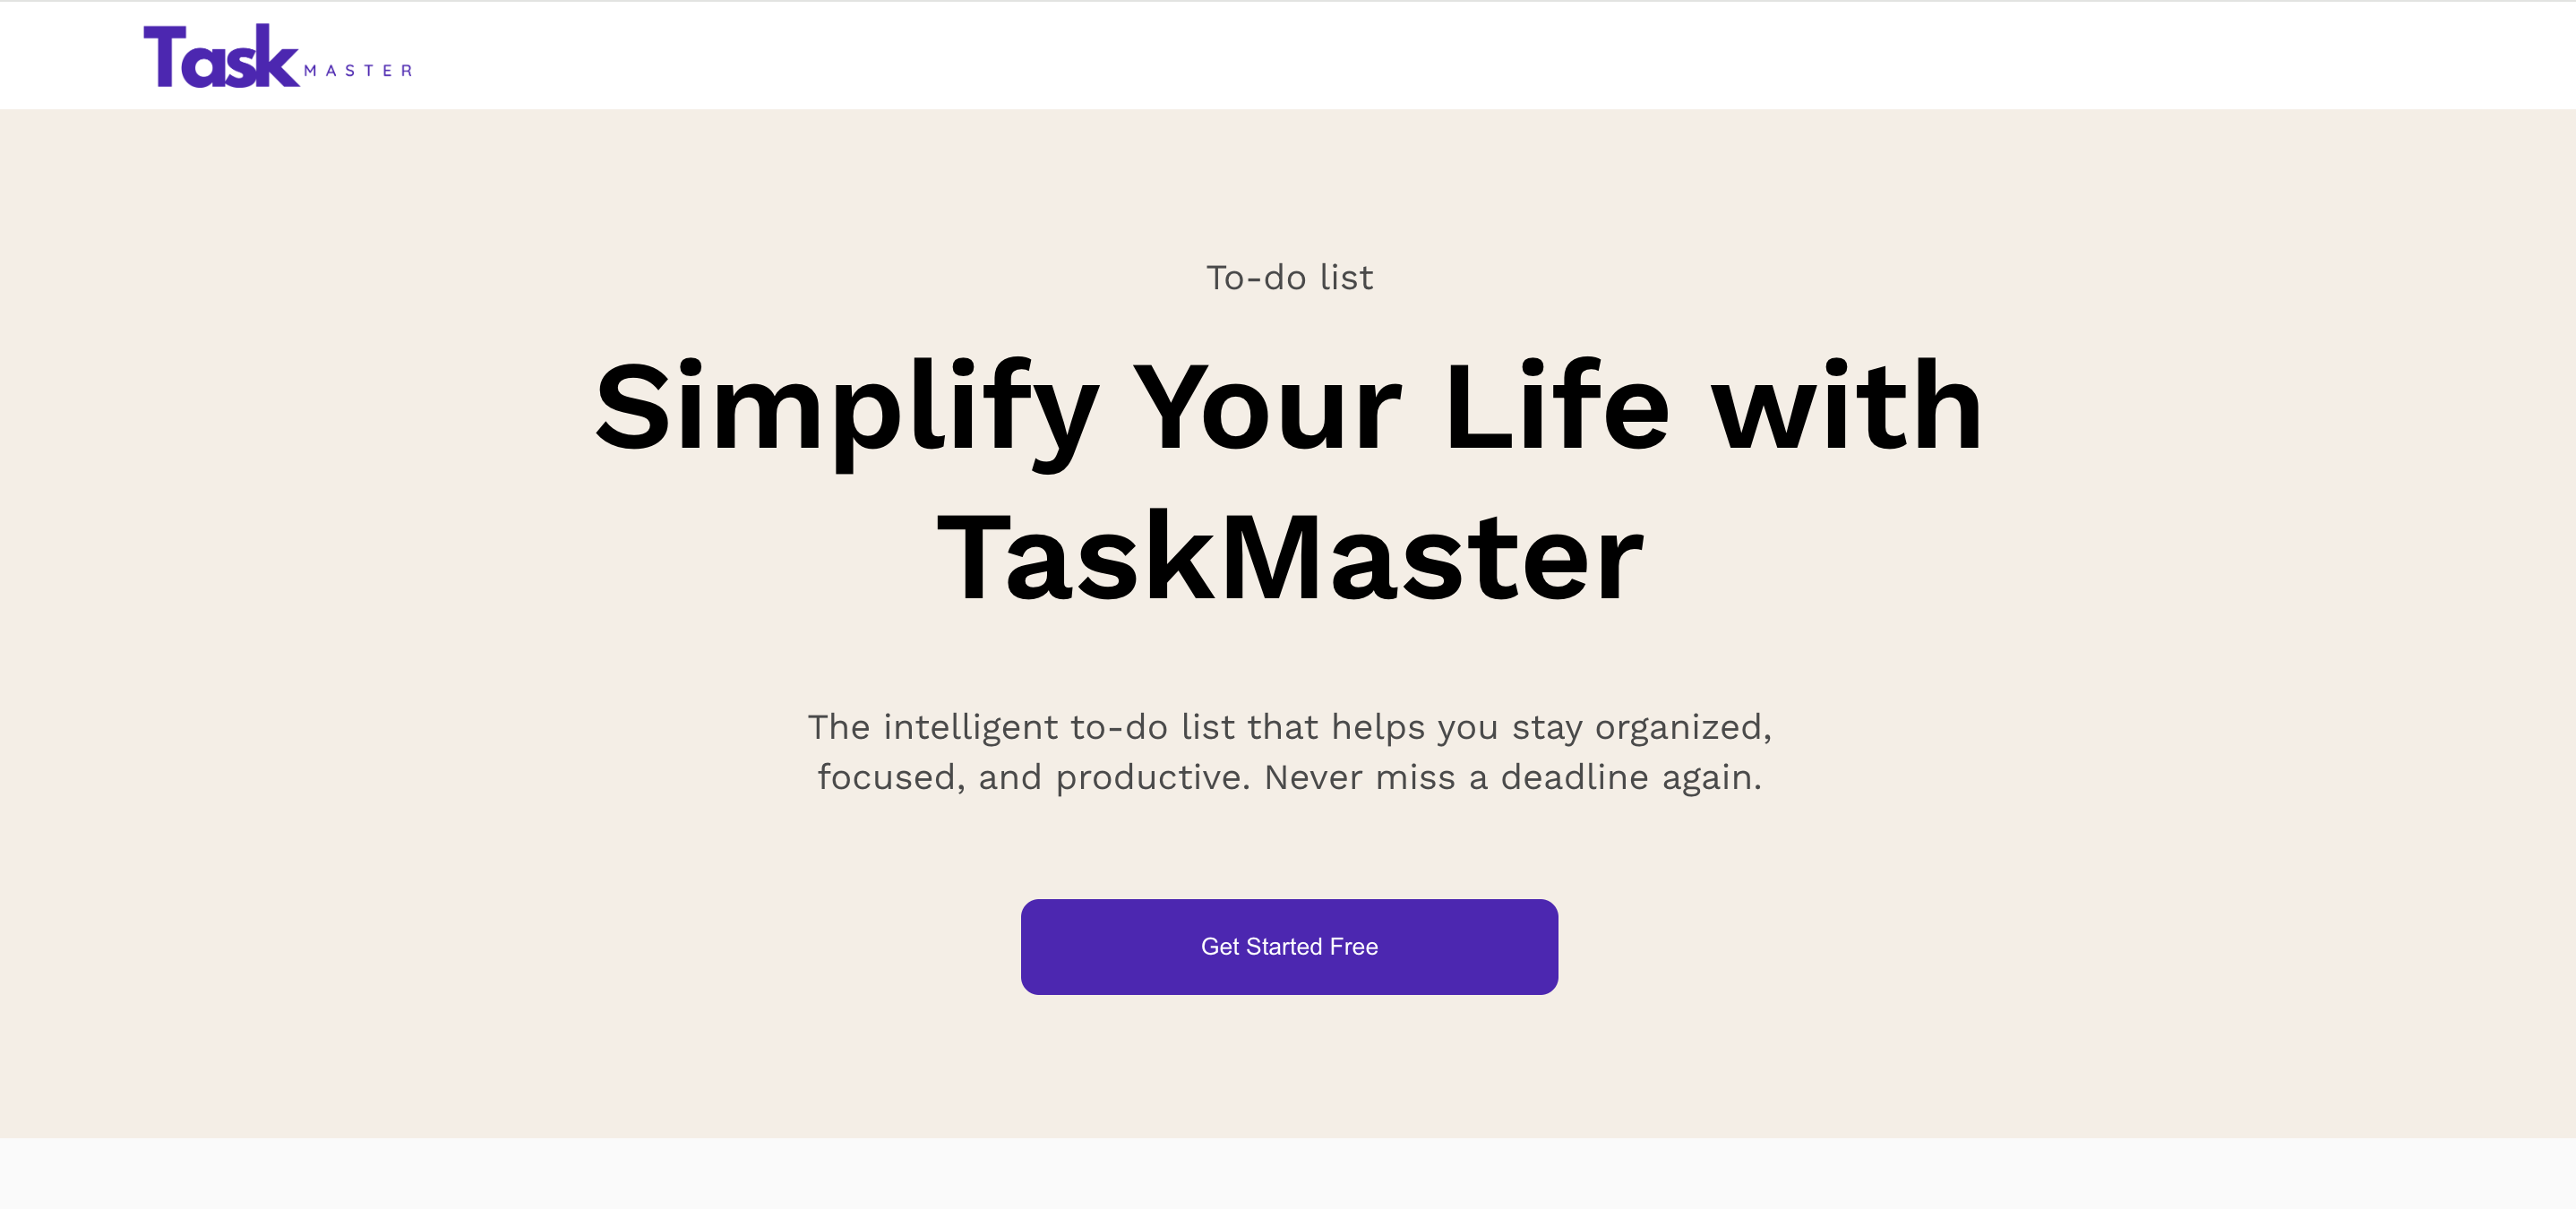 Task MASTER
To-do list
Simplify Your Life with
TaskMaster
The intelligent to-do list that helps you stay organized,
focused, and productive. Never miss a deadline again.
Get Started Free